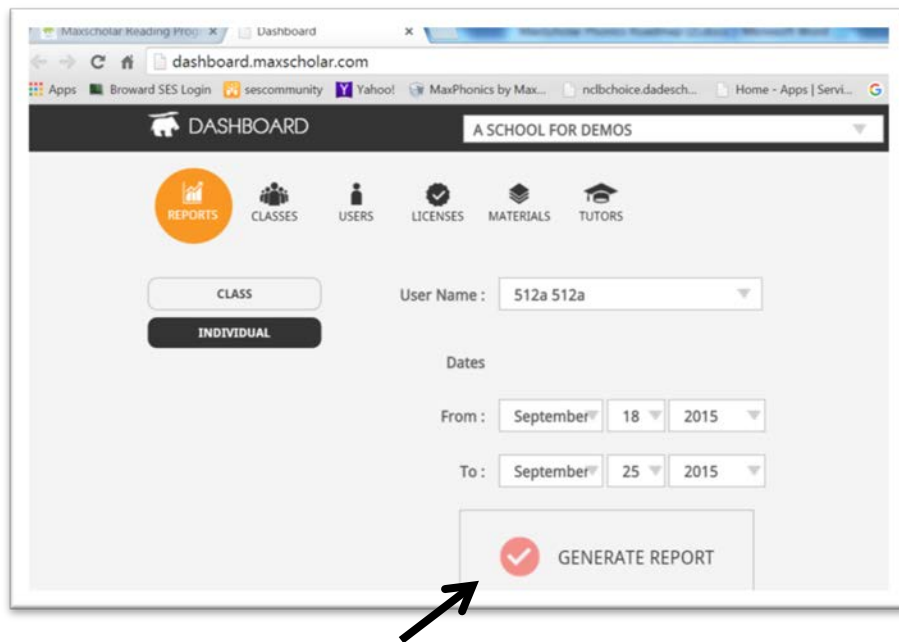 Maxscholar Reading Prog x Dashboard x
dashboard.maxscholar.com
Apps Broward SES Login sescommunity Yahoo! MaxPhonics by Max... nclbchoice.dadesch... Home - Apps | Servi... G
DASHBOARD A SCHOOL FOR DEMOS
REPORTS CLASSES USERS LICENSES MATERIALS TUTORS
CLASS User Name : 512a 512a
INDIVIDUAL
Dates
From : September 18 2015
To : September 25 2015
GENERATE REPORT